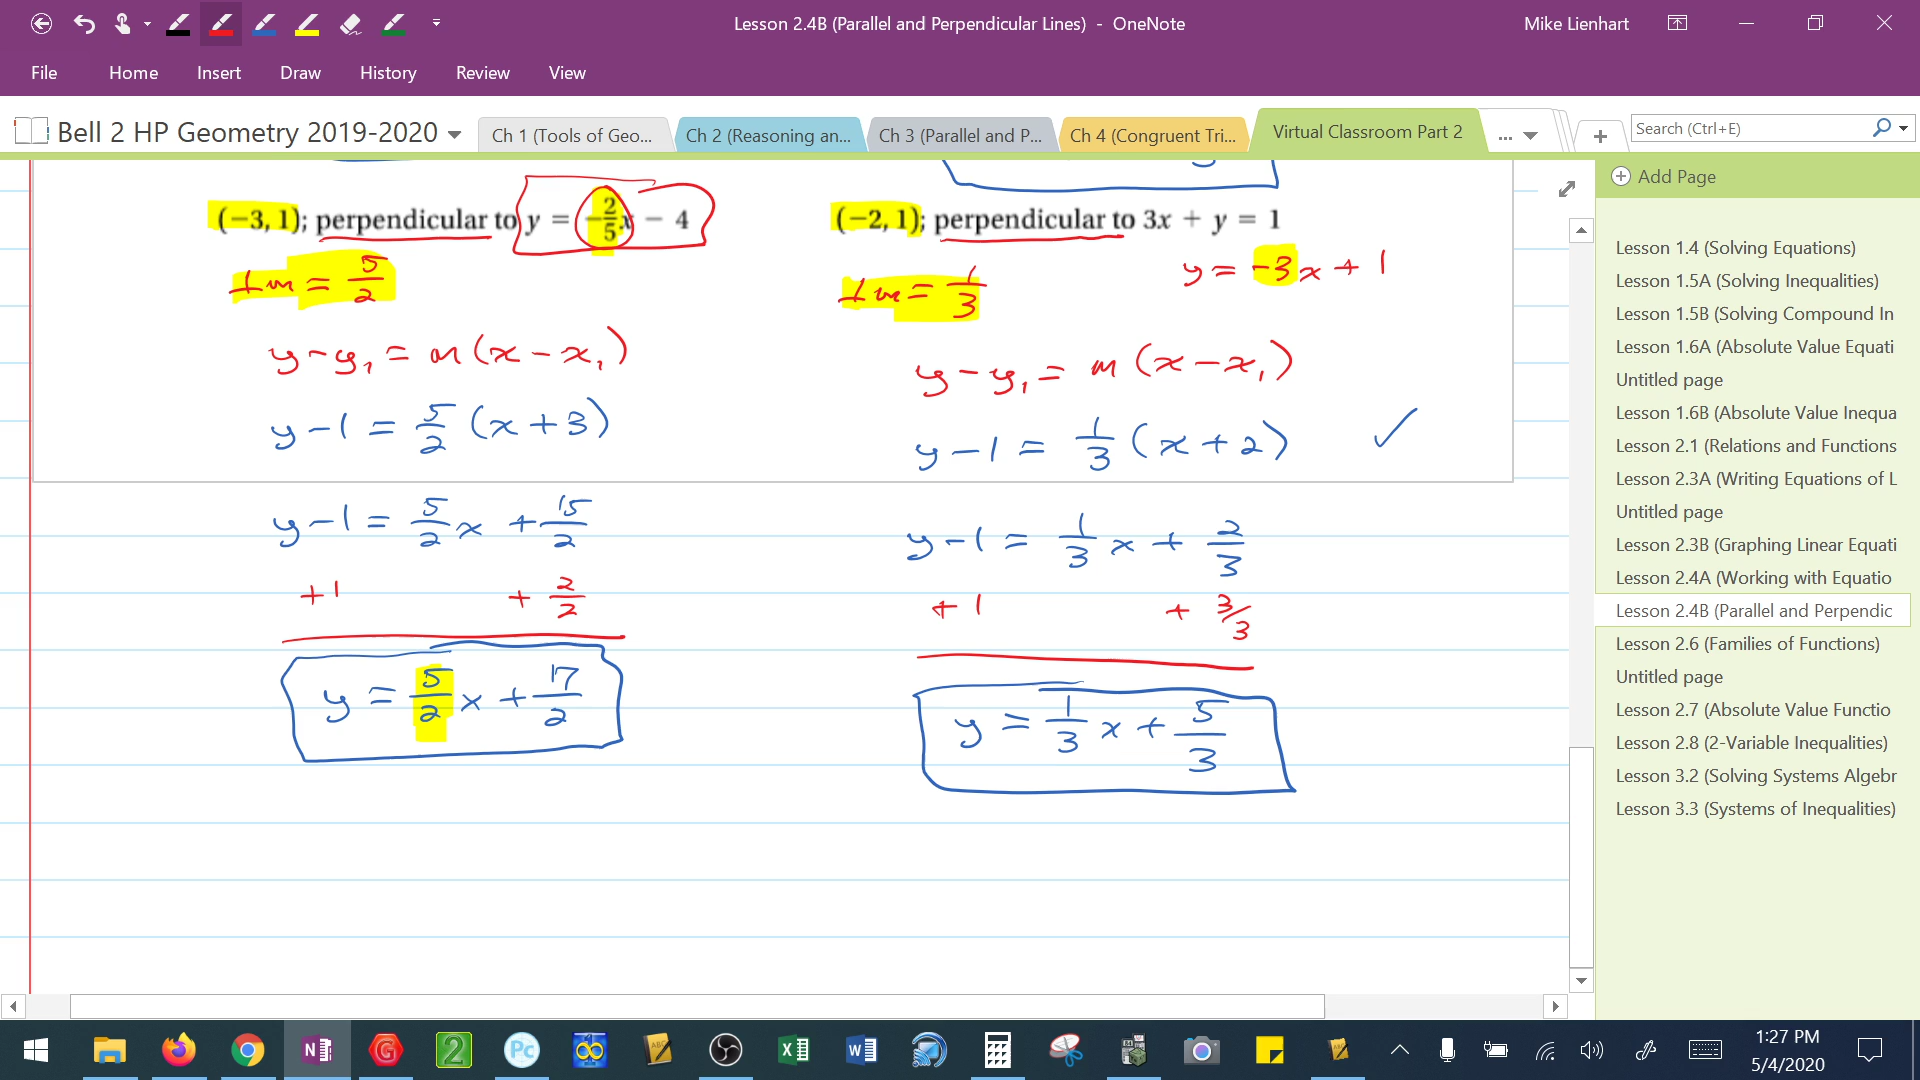 Lesson 2.4B (Parallel and Perpendicular Lines) - OneNote
Mike Lienhart
File Home Insert Draw History Review View
Bell 2 HP Geometry 2019-2020
Ch 1 (Tools of Geo...
Ch 2 (Reasoning an...
Ch 3 (Parallel and P...
Ch 4 (Congruent Tri...
Virtual Classroom Part 2
...
Search (Ctrl+E)
Add Page
(−3, 1); perpendicular to y = −2/5x − 4
⊥m = 5/2
y − y₁ = m(x − x₁)
y − 1 = 5/2 (x + 3)
y − 1 = 5/2 x + 15/2
+1 + 2/2
y = 5/2 x + 17/2
(−2, 1); perpendicular to 3x + y = 1
y = −3x + 1
⊥m = 1/3
y − y₁ = m (x − x₁)
y − 1 = 1/3 (x + 2) ✓
y − 1 = 1/3 x + 2/3
+ 1 + 3/3
y = 1/3 x + 5/3
Lesson 1.4 (Solving Equations)
Lesson 1.5A (Solving Inequalities)
Lesson 1.5B (Solving Compound In
Lesson 1.6A (Absolute Value Equati
Untitled page
Lesson 1.6B (Absolute Value Inequa
Lesson 2.1 (Relations and Functions
Lesson 2.3A (Writing Equations of L
Untitled page
Lesson 2.3B (Graphing Linear Equati
Lesson 2.4A (Working with Equatio
Lesson 2.4B (Parallel and Perpendic
Lesson 2.6 (Families of Functions)
Untitled page
Lesson 2.7 (Absolute Value Functio
Lesson 2.8 (2-Variable Inequalities)
Lesson 3.2 (Solving Systems Algebr
Lesson 3.3 (Systems of Inequalities)
1:27 PM
5/4/2020